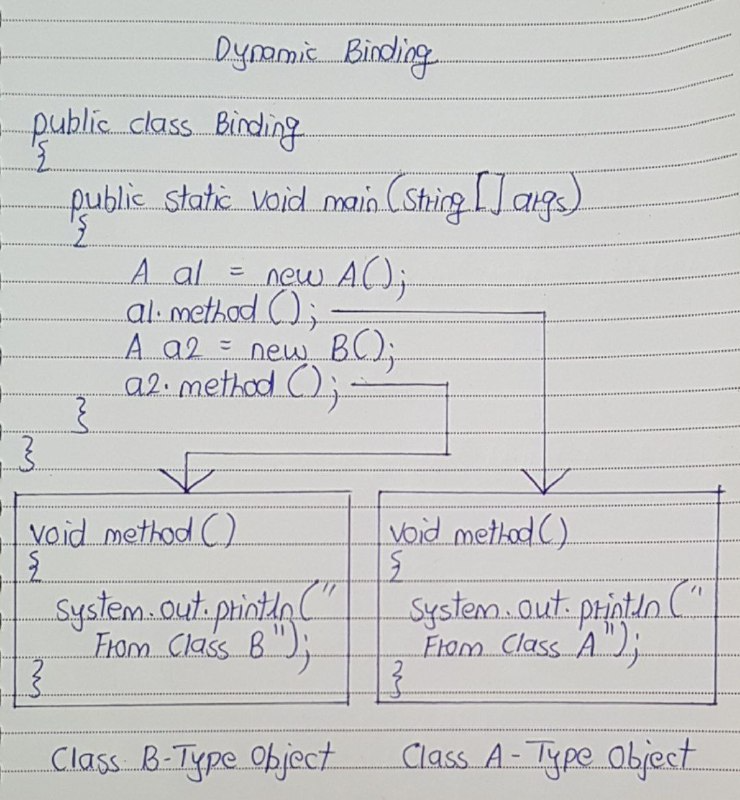 Dynamic Binding
public class Binding
{
public static void main(String[] args)
{
A a1 = new A();
a1.method();
A a2 = new B();
a2.method();
}
}
void method()
{
System.out.println("
From Class B");
}
Class B-Type Object
void method()
{
System.out.println("
From Class A");
}
Class A-Type Object